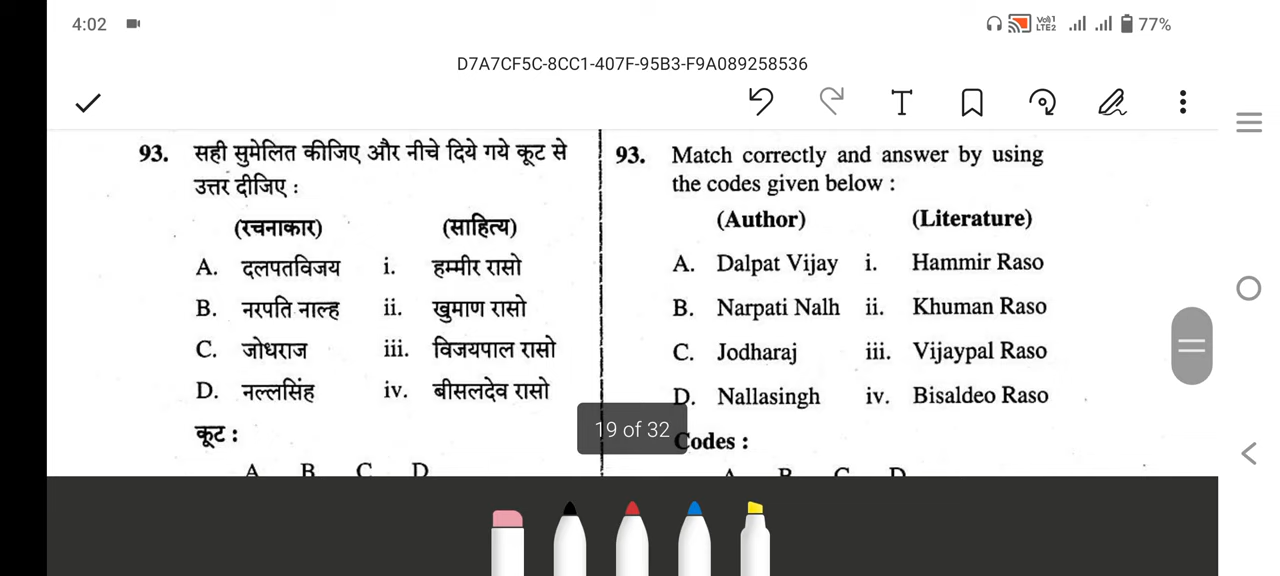 4:02
Vo)) 1 LTE2
77%
D7A7CF5C-8CC1-407F-95B3-F9A089258536
93. सही सुमेलित कीजिए और नीचे दिये गये कूट से
उत्तर दीजिए :
(रचनाकार) (साहित्य)
A. दलपतविजय i. हम्मीर रासो
B. नरपति नाल्ह ii. खुमाण रासो
C. जोधराज iii. विजयपाल रासो
D. नल्लसिंह iv. बीसलदेव रासो
कूट :
A B C D
93. Match correctly and answer by using
the codes given below :
(Author) (Literature)
A. Dalpat Vijay i. Hammir Raso
B. Narpati Nalh ii. Khuman Raso
C. Jodharaj iii. Vijaypal Raso
D. Nallasingh iv. Bisaldeo Raso
Codes :
A B C D
19 of 32